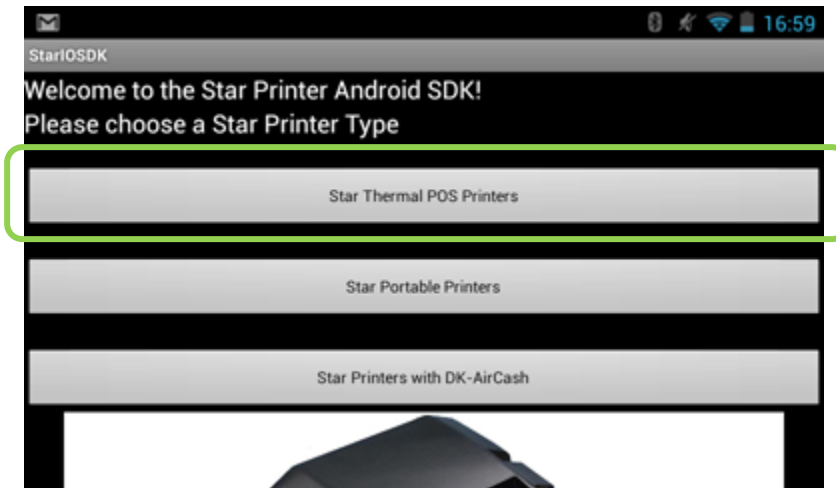 16:59
StarIOSDK
Welcome to the Star Printer Android SDK!
Please choose a Star Printer Type
Star Thermal POS Printers
Star Portable Printers
Star Printers with DK-AirCash